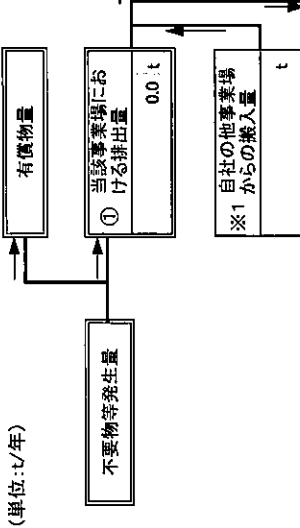 (単位:t/年)
不要物等発生量
有償物量
① 当該事業場にお
ける排出量
0.0 t
※1 自社の他事業場
からの搬入量
t